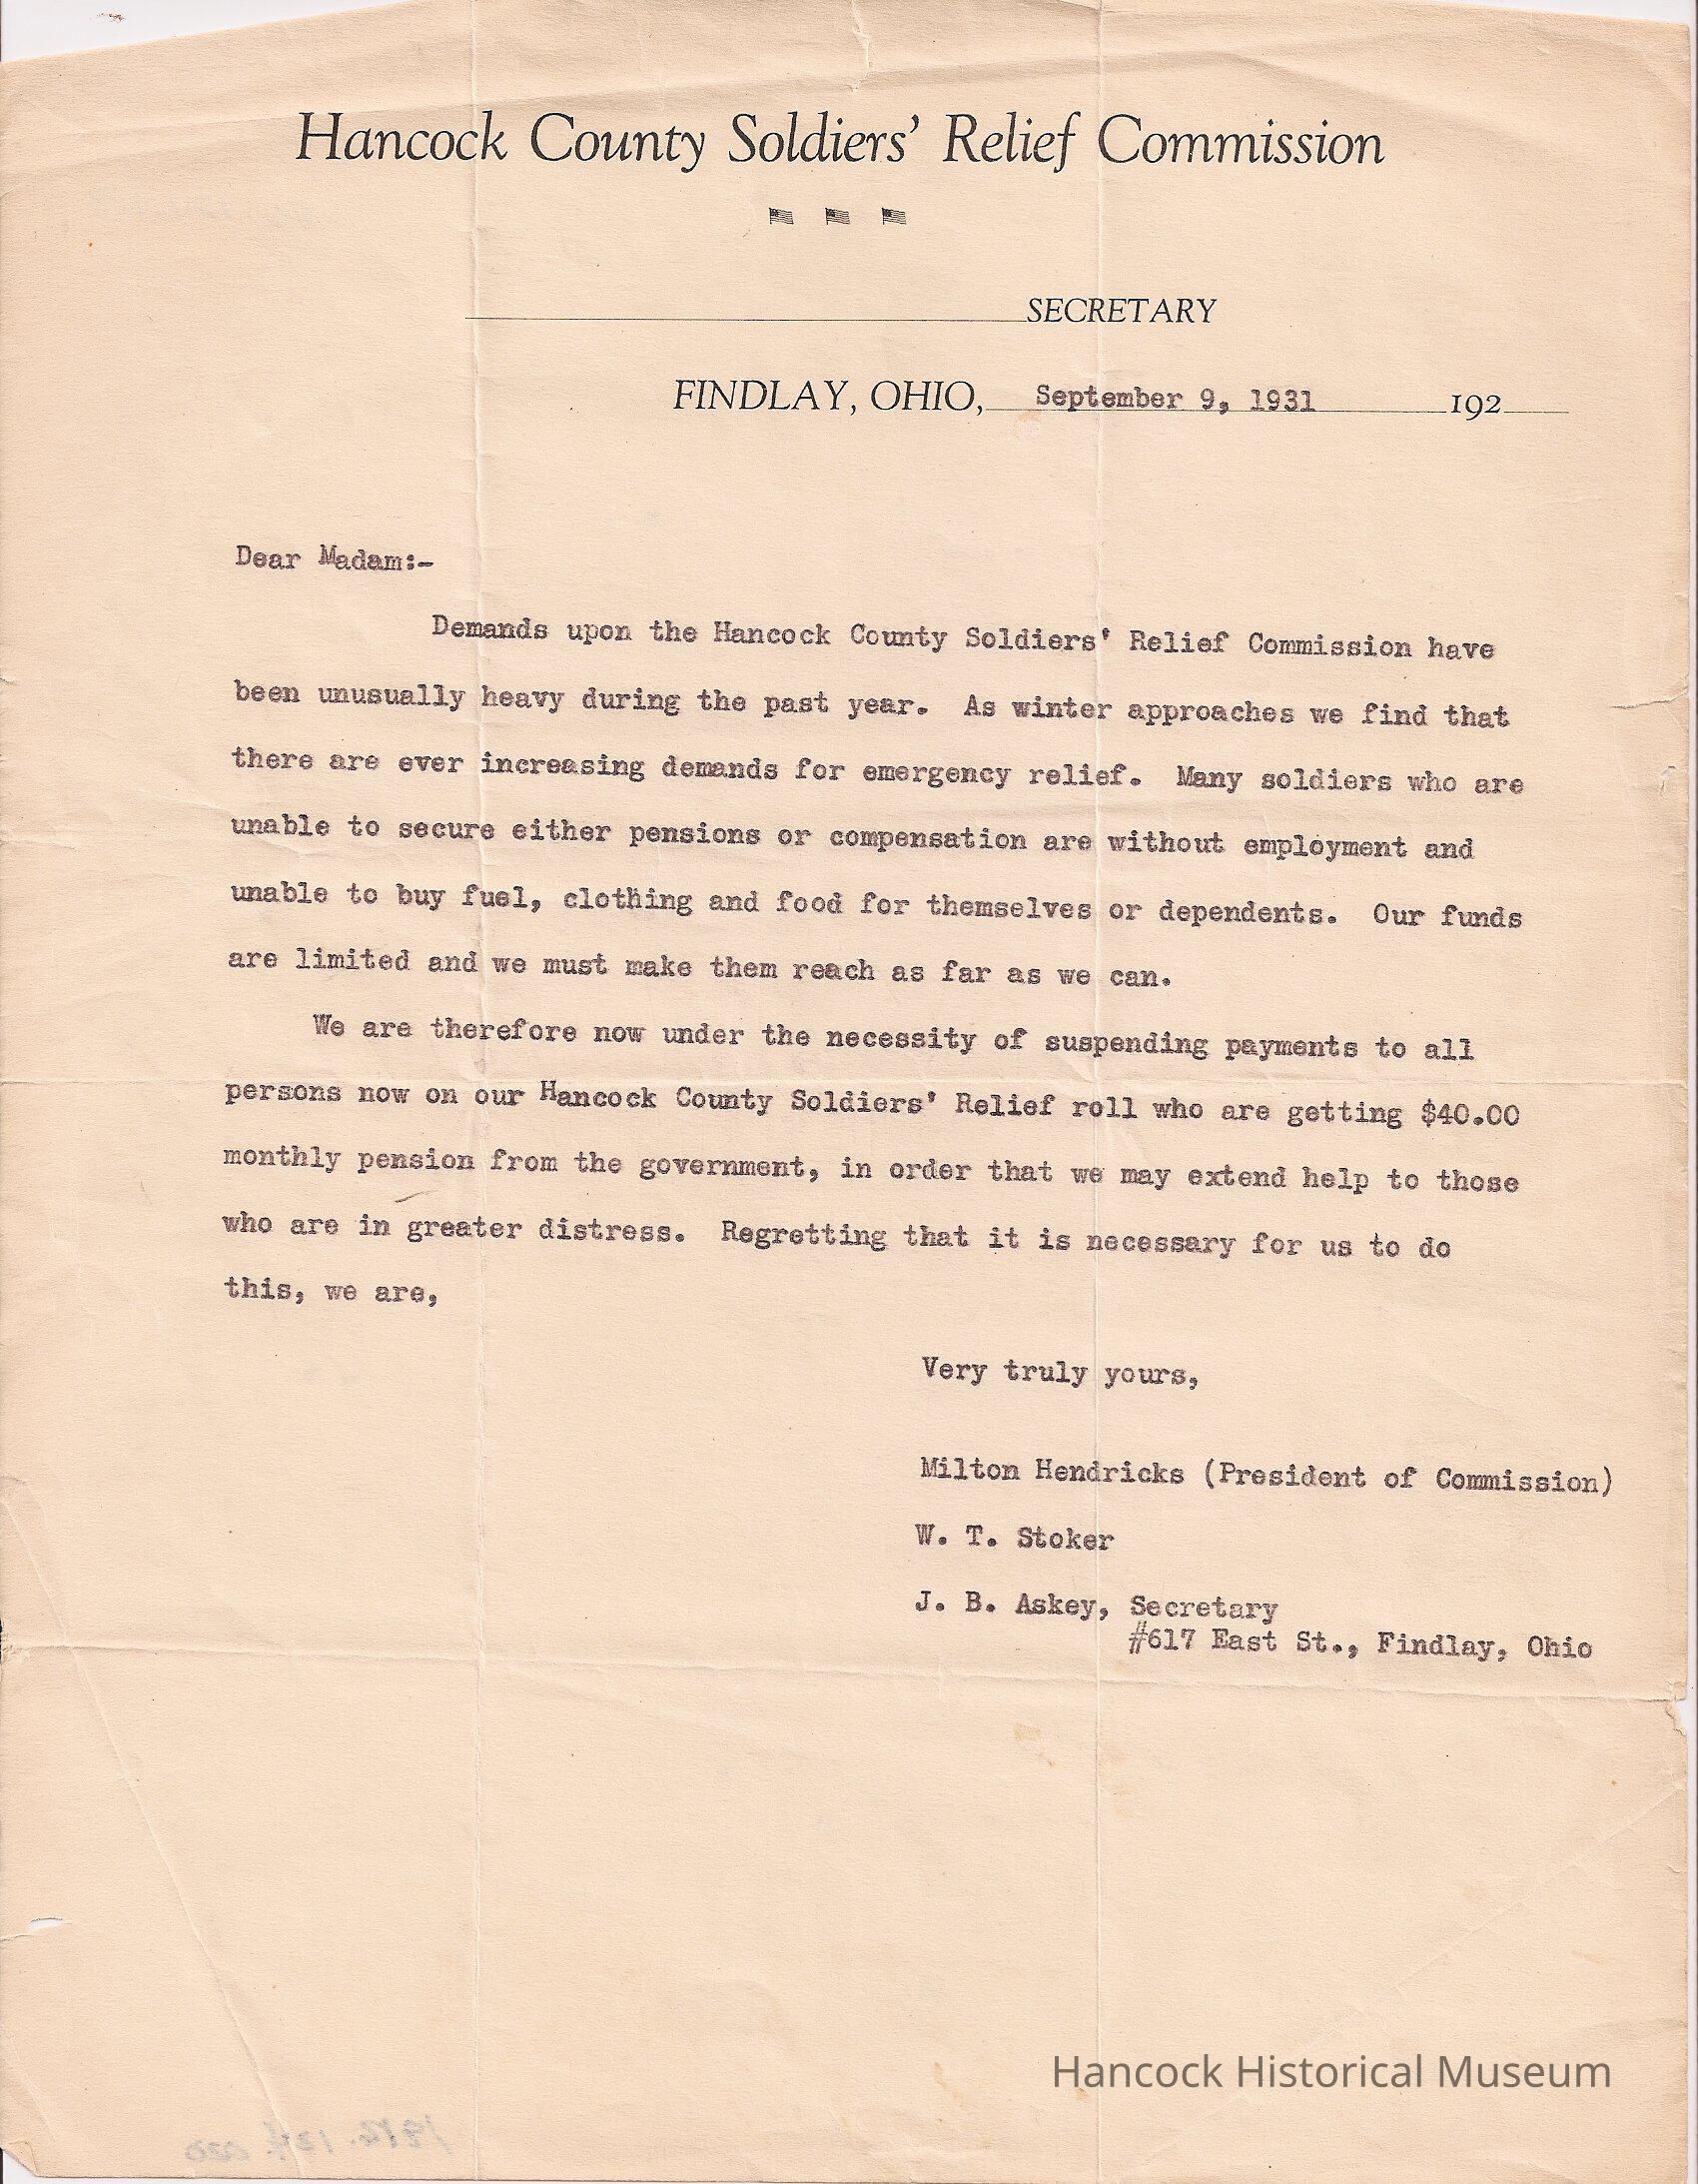 Hancock County Soldiers' Relief Commission
SECRETARY
FINDLAY, OHIO, September 9, 1931 192
Dear Madam:-
Demands upon the Hancock County Soldiers' Relief Commission have
been unusually heavy during the past year. As winter approaches we find that
there are ever increasing demands for emergency relief. Many soldiers who are
unable to secure either pensions or compensation are without employment and
unable to buy fuel, clothing and food for themselves or dependents. Our funds
are limited and we must make them reach as far as we can.
We are therefore now under the necessity of suspending payments to all
persons now on our Hancock County Soldiers' Relief roll who are getting $40.00
monthly pension from the government, in order that we may extend help to those
who are in greater distress. Regretting that it is necessary for us to do
this, we are,
Very truly yours,
Milton Hendricks (President of Commission)
W. T. Stoker
J. B. Askey, Secretary
#617 East St., Findlay, Ohio
Hancock Historical Museum